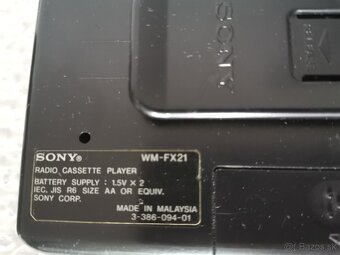 SONY
SONY® WM-FX21
RADIO CASSETTE PLAYER
BATTERY SUPPLY : 1.5V × 2
IEC, JIS R6 SIZE AA OR EQUIV.
SONY CORP.
MADE IN MALAYSIA
3-386-094-01